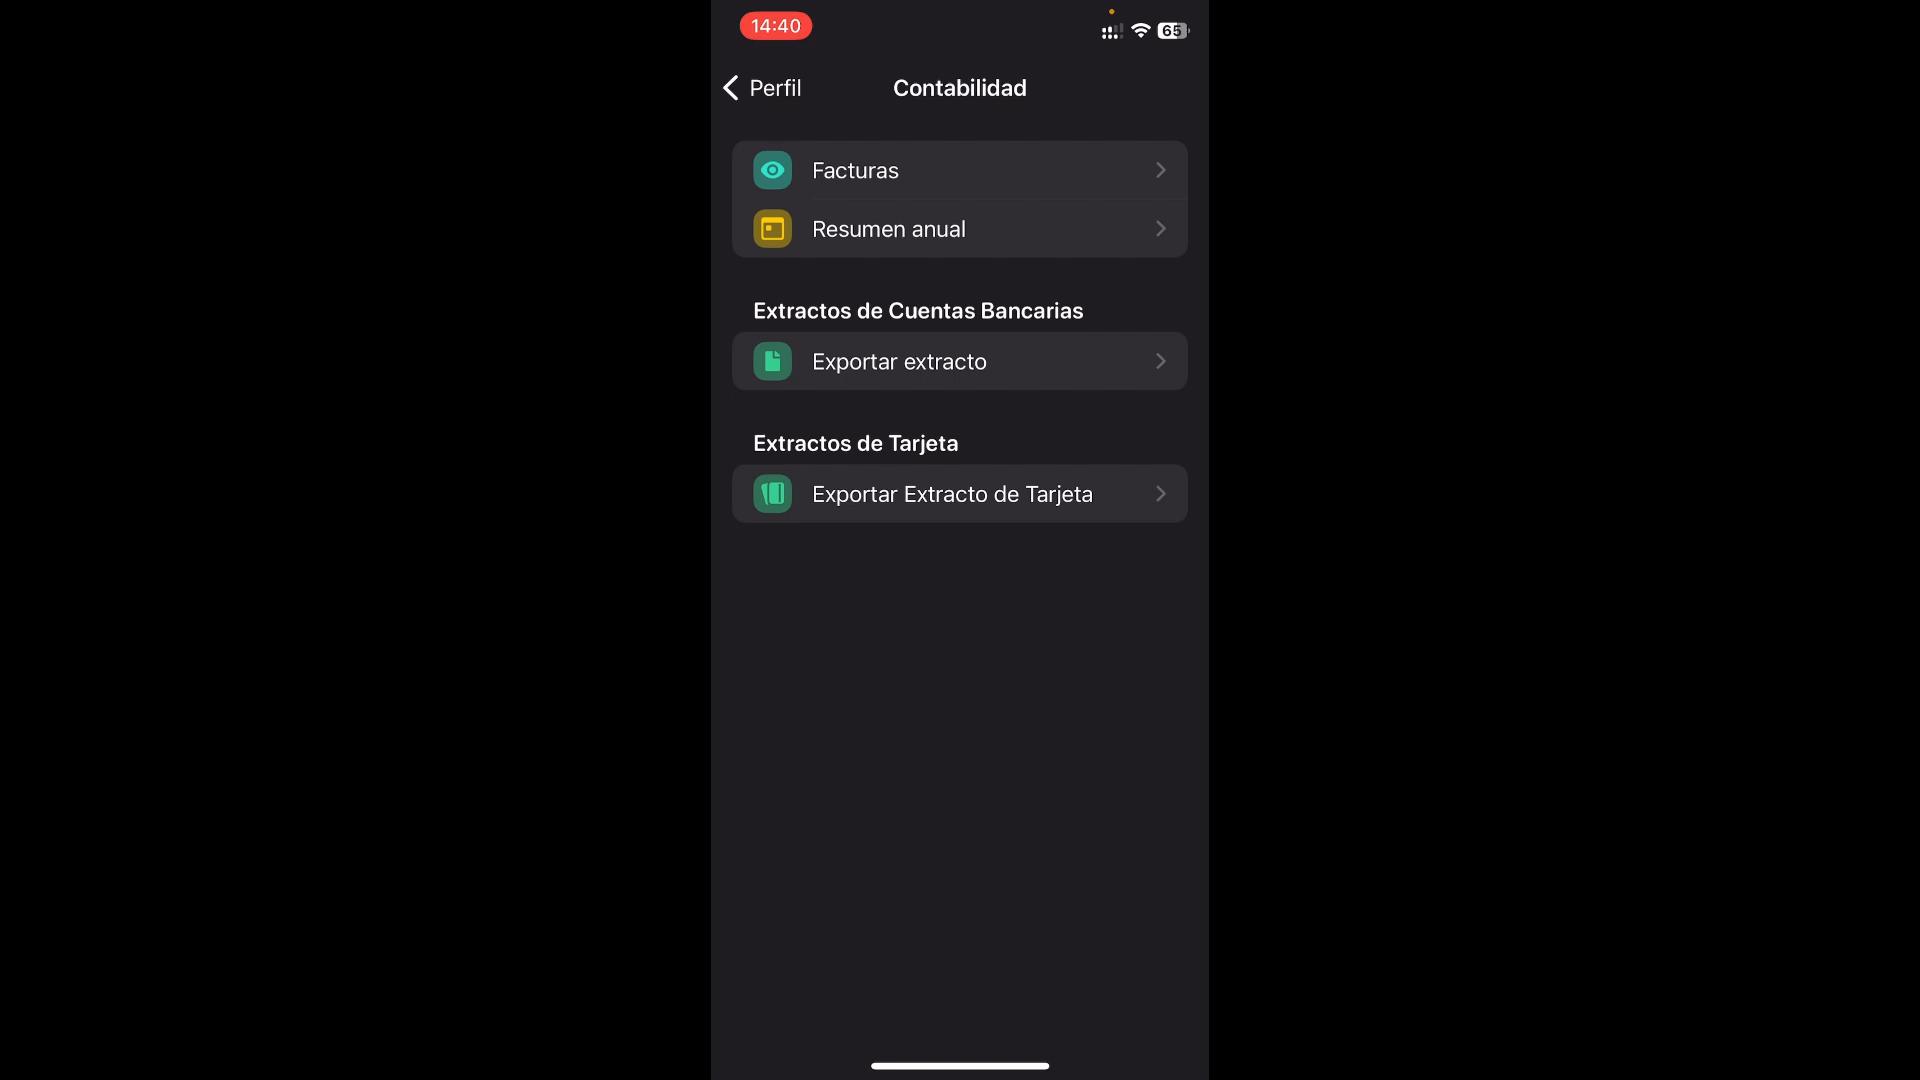 14:40
65
Perfil
Contabilidad
Facturas
Resumen anual
Extractos de Cuentas Bancarias
Exportar extracto
Extractos de Tarjeta
Exportar Extracto de Tarjeta